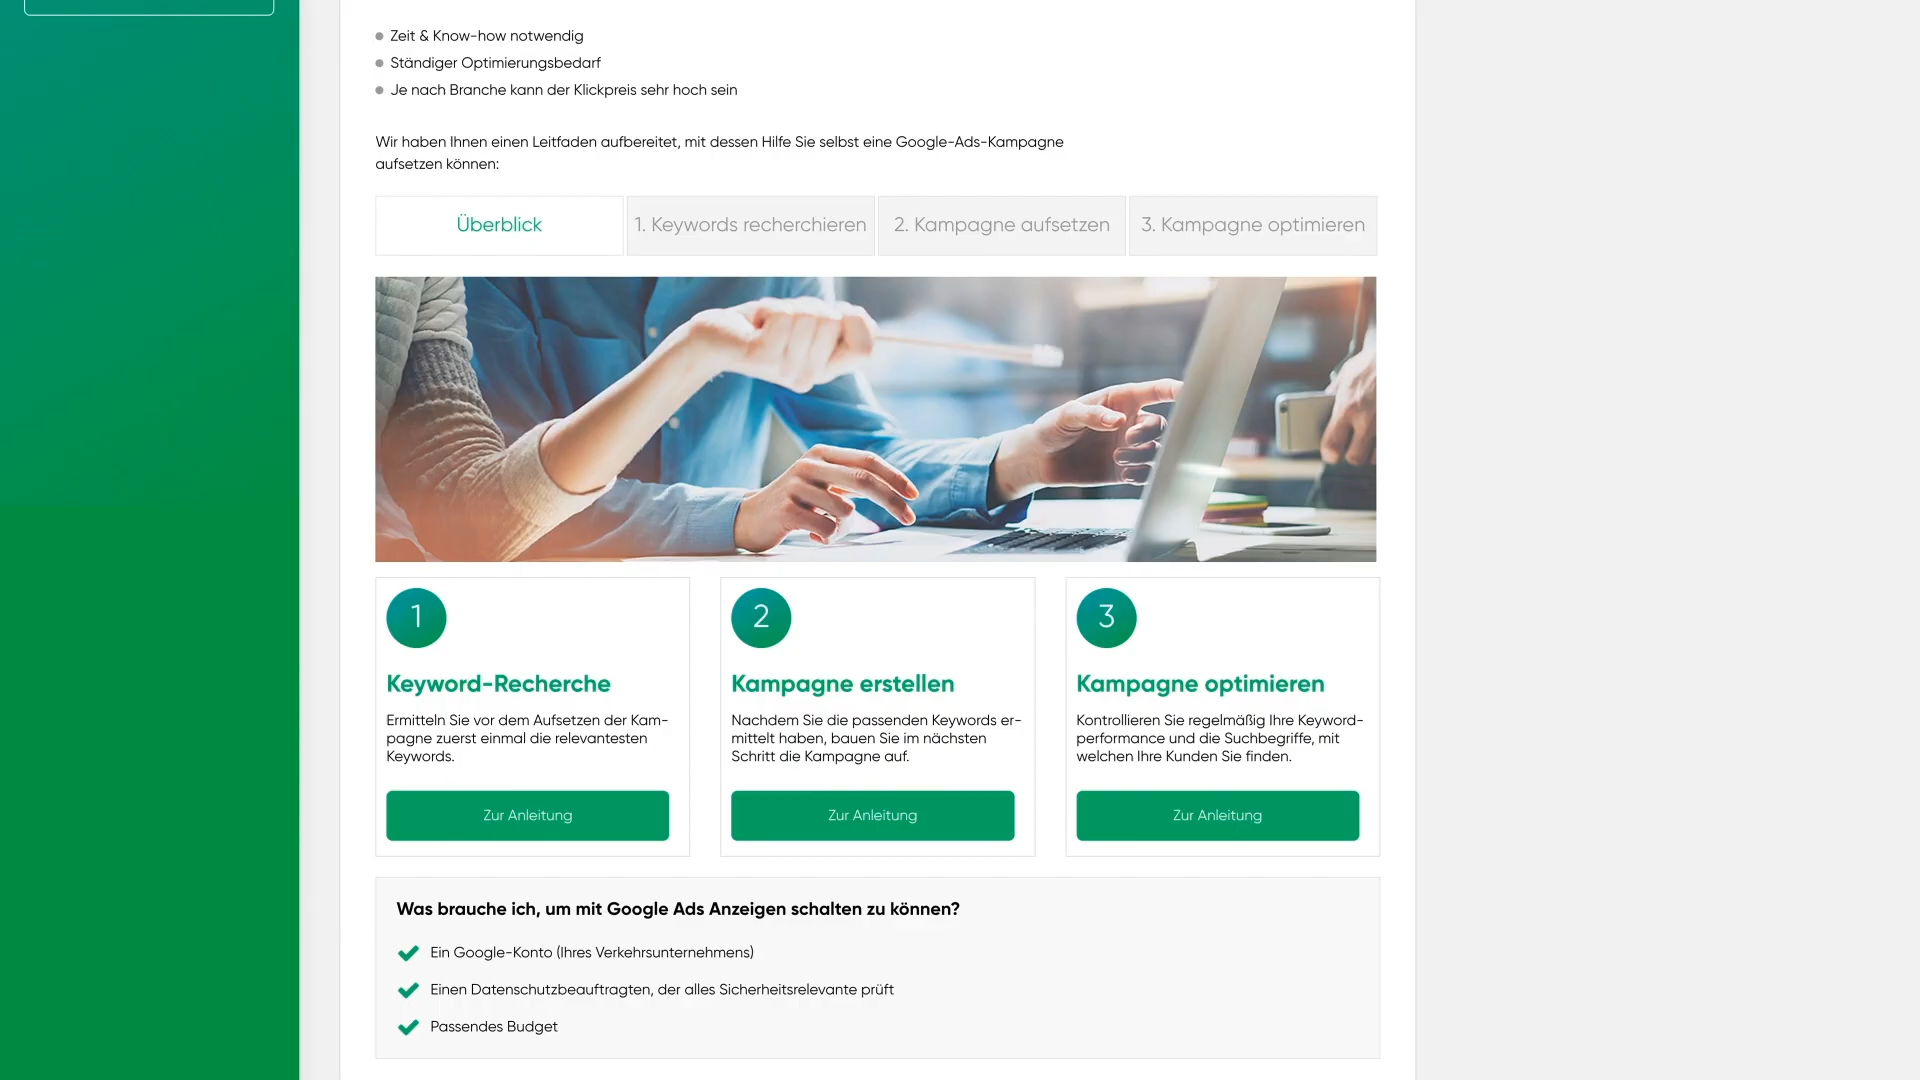 Zeit & Know-how notwendig
Ständiger Optimierungsbedarf
Je nach Branche kann der Klickpreis sehr hoch sein
Wir haben Ihnen einen Leitfaden aufbereitet, mit dessen Hilfe Sie selbst eine Google-Ads-Kampagne
aufsetzen können:
Überblick
1. Keywords recherchieren
2. Kampagne aufsetzen
3. Kampagne optimieren
1
Keyword-Recherche
Ermitteln Sie vor dem Aufsetzen der Kam-
pagne zuerst einmal die relevantesten
Keywords.
Zur Anleitung
2
Kampagne erstellen
Nachdem Sie die passenden Keywords er-
mittelt haben, bauen Sie im nächsten
Schritt die Kampagne auf.
Zur Anleitung
3
Kampagne optimieren
Kontrollieren Sie regelmäßig Ihre Keyword-
performance und die Suchbegriffe, mit
welchen Ihre Kunden Sie finden.
Zur Anleitung
Was brauche ich, um mit Google Ads Anzeigen schalten zu können?
Ein Google-Konto (Ihres Verkehrsunternehmens)
Einen Datenschutzbeauftragten, der alles Sicherheitsrelevante prüft
Passendes Budget